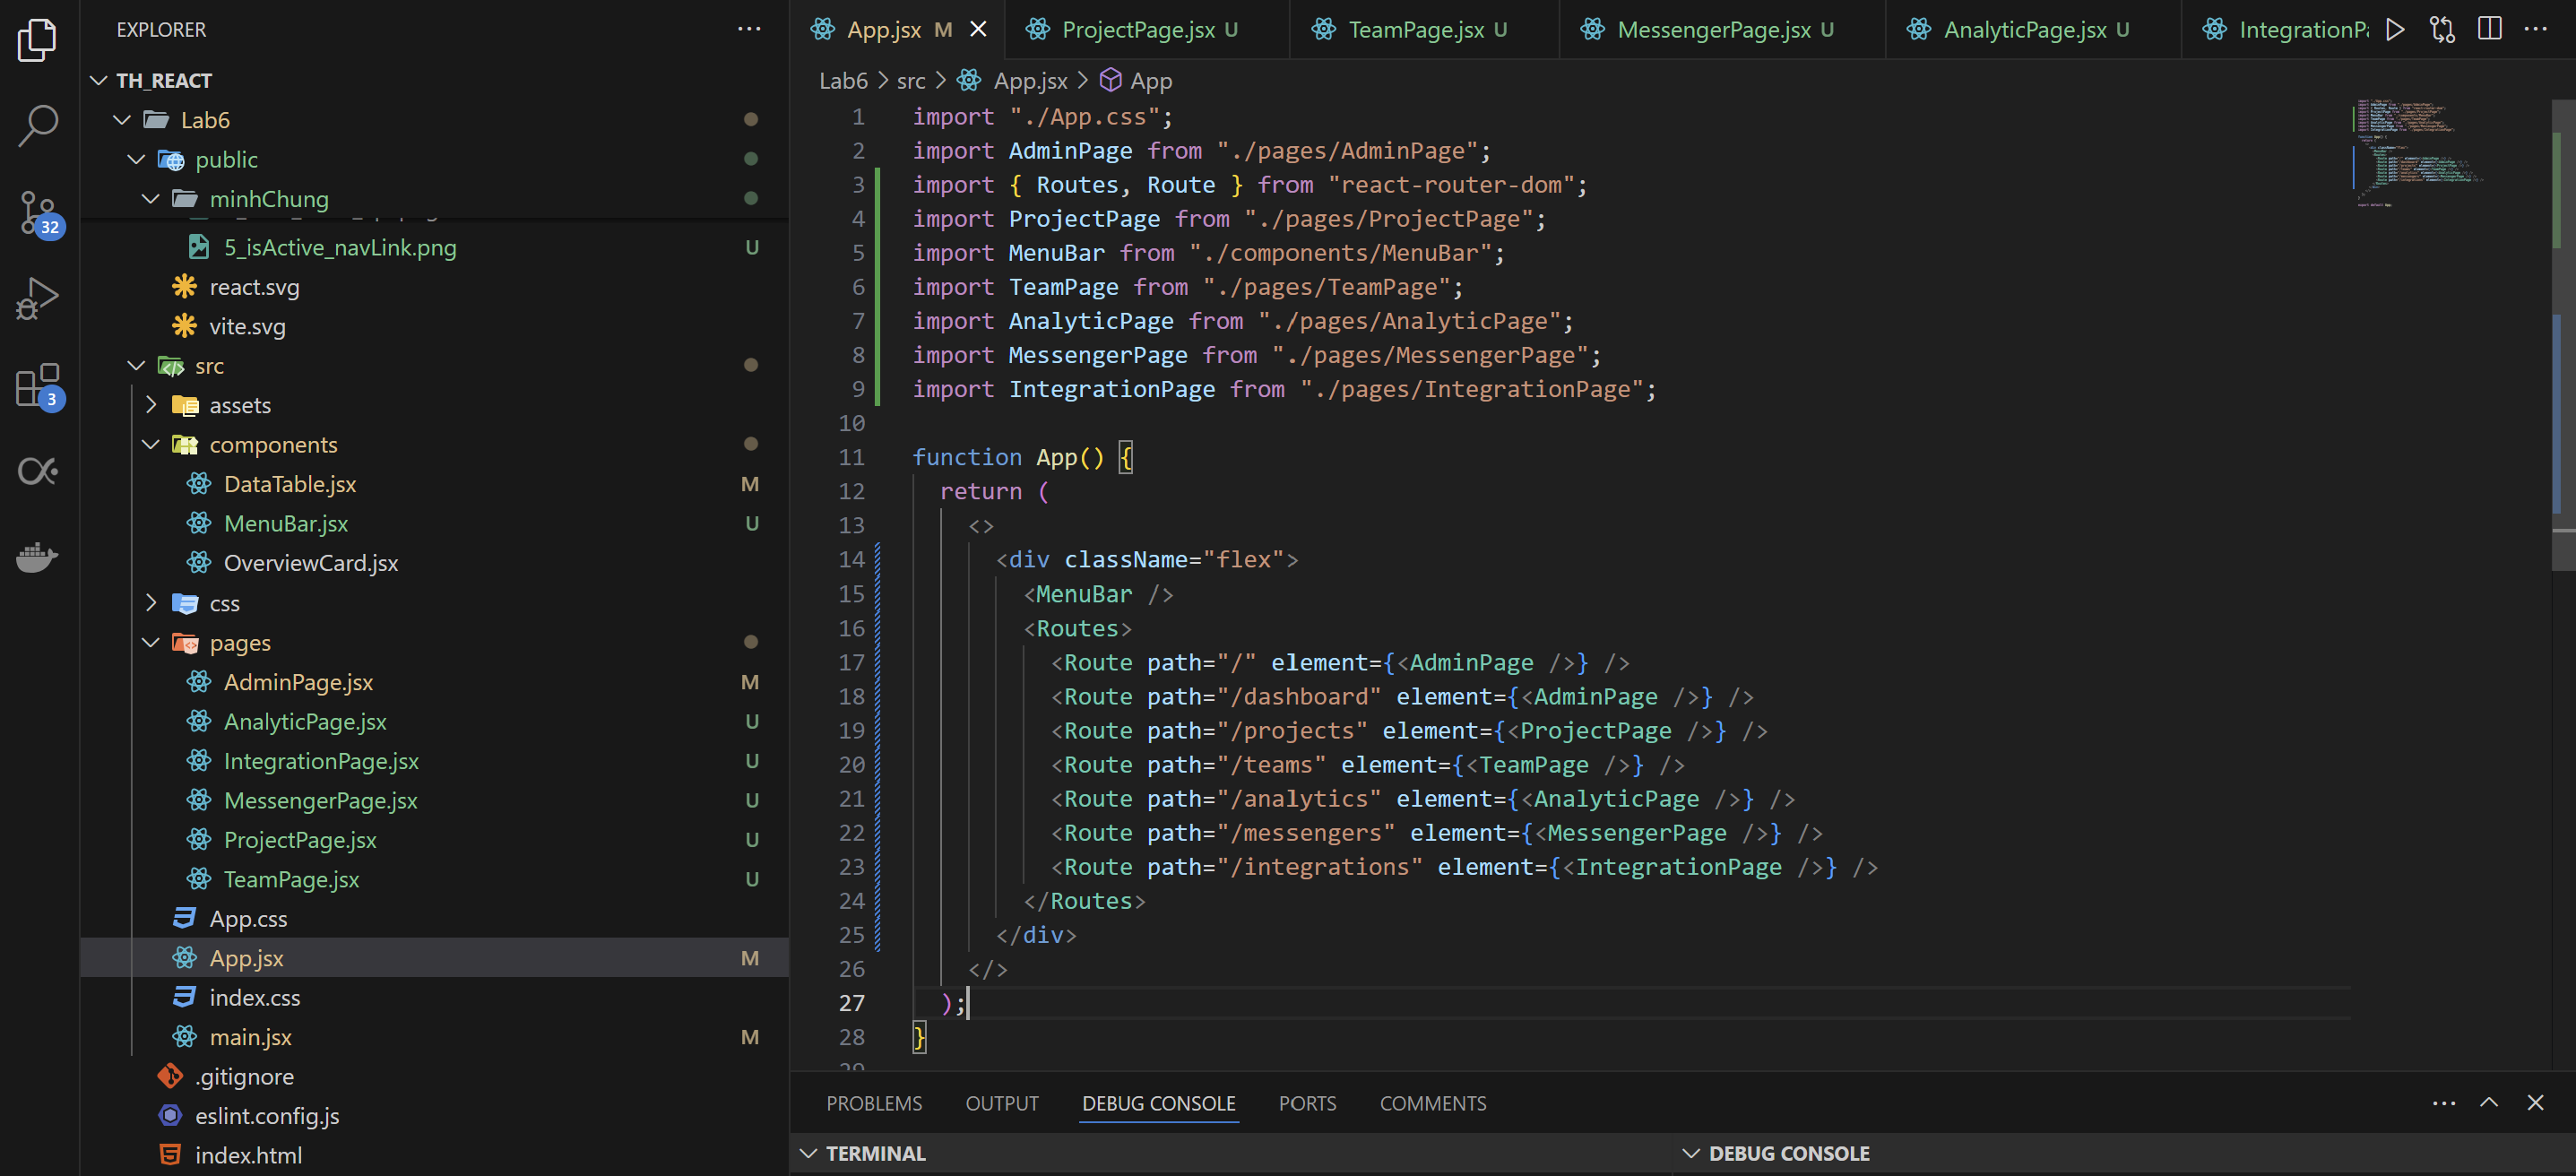 EXPLORER
TH_REACT
Lab6
public
minhChung
5_isActive_navLink.png U
react.svg
vite.svg
src
assets
components
DataTable.jsx M
MenuBar.jsx U
OverviewCard.jsx
css
pages
AdminPage.jsx M
AnalyticPage.jsx U
IntegrationPage.jsx U
MessengerPage.jsx U
ProjectPage.jsx U
TeamPage.jsx U
App.css
App.jsx M
index.css
main.jsx M
.gitignore
eslint.config.js
index.html
32
3
App.jsx M ProjectPage.jsx U TeamPage.jsx U MessengerPage.jsx U AnalyticPage.jsx U IntegrationPa
Lab6 > src > App.jsx > App
1 import "./App.css";
2 import AdminPage from "./pages/AdminPage";
3 import { Routes, Route } from "react-router-dom";
4 import ProjectPage from "./pages/ProjectPage";
5 import MenuBar from "./components/MenuBar";
6 import TeamPage from "./pages/TeamPage";
7 import AnalyticPage from "./pages/AnalyticPage";
8 import MessengerPage from "./pages/MessengerPage";
9 import IntegrationPage from "./pages/IntegrationPage";
10
11 function App() {
12 return (
13 <>
14 <div className="flex">
15 <MenuBar />
16 <Routes>
17 <Route path="/" element={<AdminPage />} />
18 <Route path="/dashboard" element={<AdminPage />} />
19 <Route path="/projects" element={<ProjectPage />} />
20 <Route path="/teams" element={<TeamPage />} />
21 <Route path="/analytics" element={<AnalyticPage />} />
22 <Route path="/messengers" element={<MessengerPage />} />
23 <Route path="/integrations" element={<IntegrationPage />} />
24 </Routes>
25 </div>
26 </>
27 );
28 }
PROBLEMS OUTPUT DEBUG CONSOLE PORTS COMMENTS
TERMINAL DEBUG CONSOLE